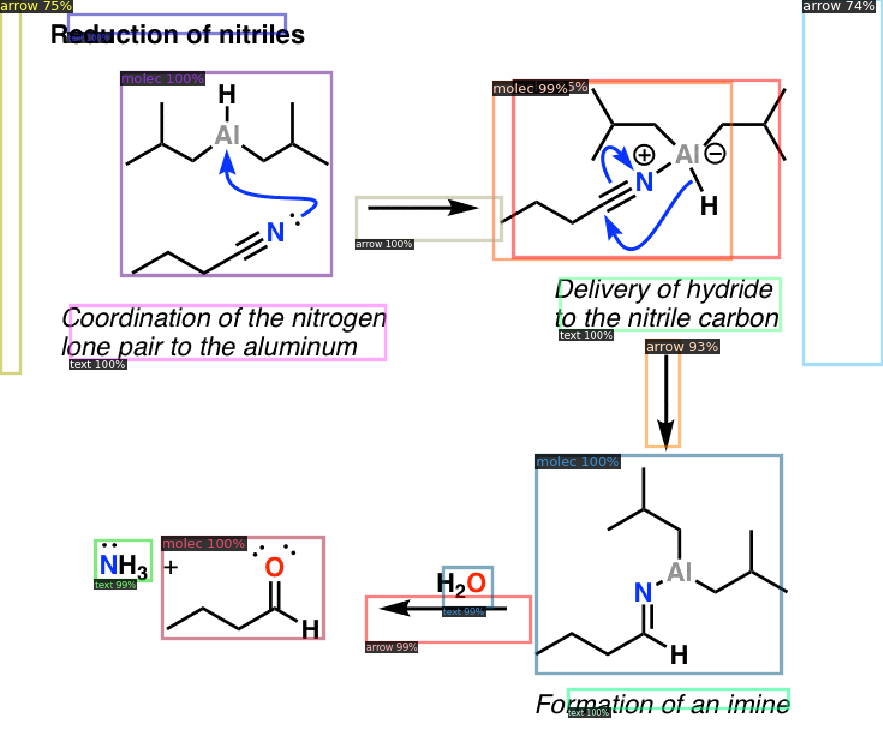 arrow 75%
arrow 74%
Reduction of nitriles
text 100%
molec 100%
H
Al
N
molec 99%
5%
Al
N
H
arrow 100%
Coordination of the nitrogen
lone pair to the aluminum
text 100%
Delivery of hydride
to the nitrile carbon
text 100%
arrow 93%
molec 100%
Al
N
H
NH3
text 99%
+
molec 100%
O
H
H2O
text 99%
arrow 99%
Formation of an imine
text 100%